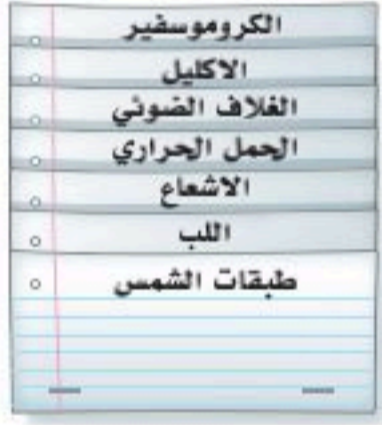 الكروموسفير
الاكليل
الغلاف الضوئي
الحمل الحراري
الاشعاع
اللب
طبقات الشمس